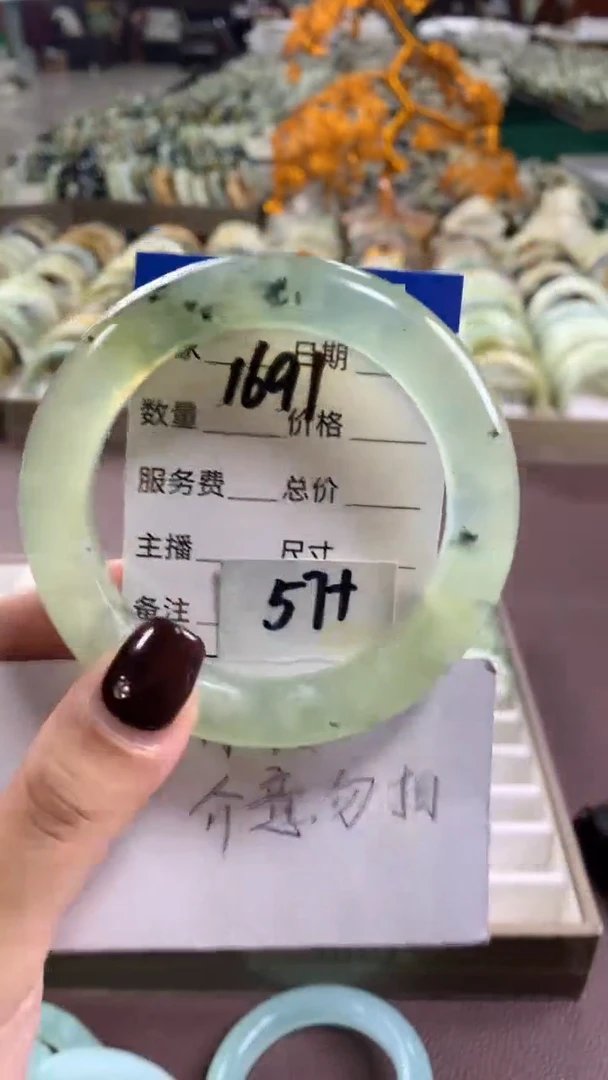 日期
1691
数量 价格
服务费 总价
主播 尺寸
备注
57+
介意勿拍